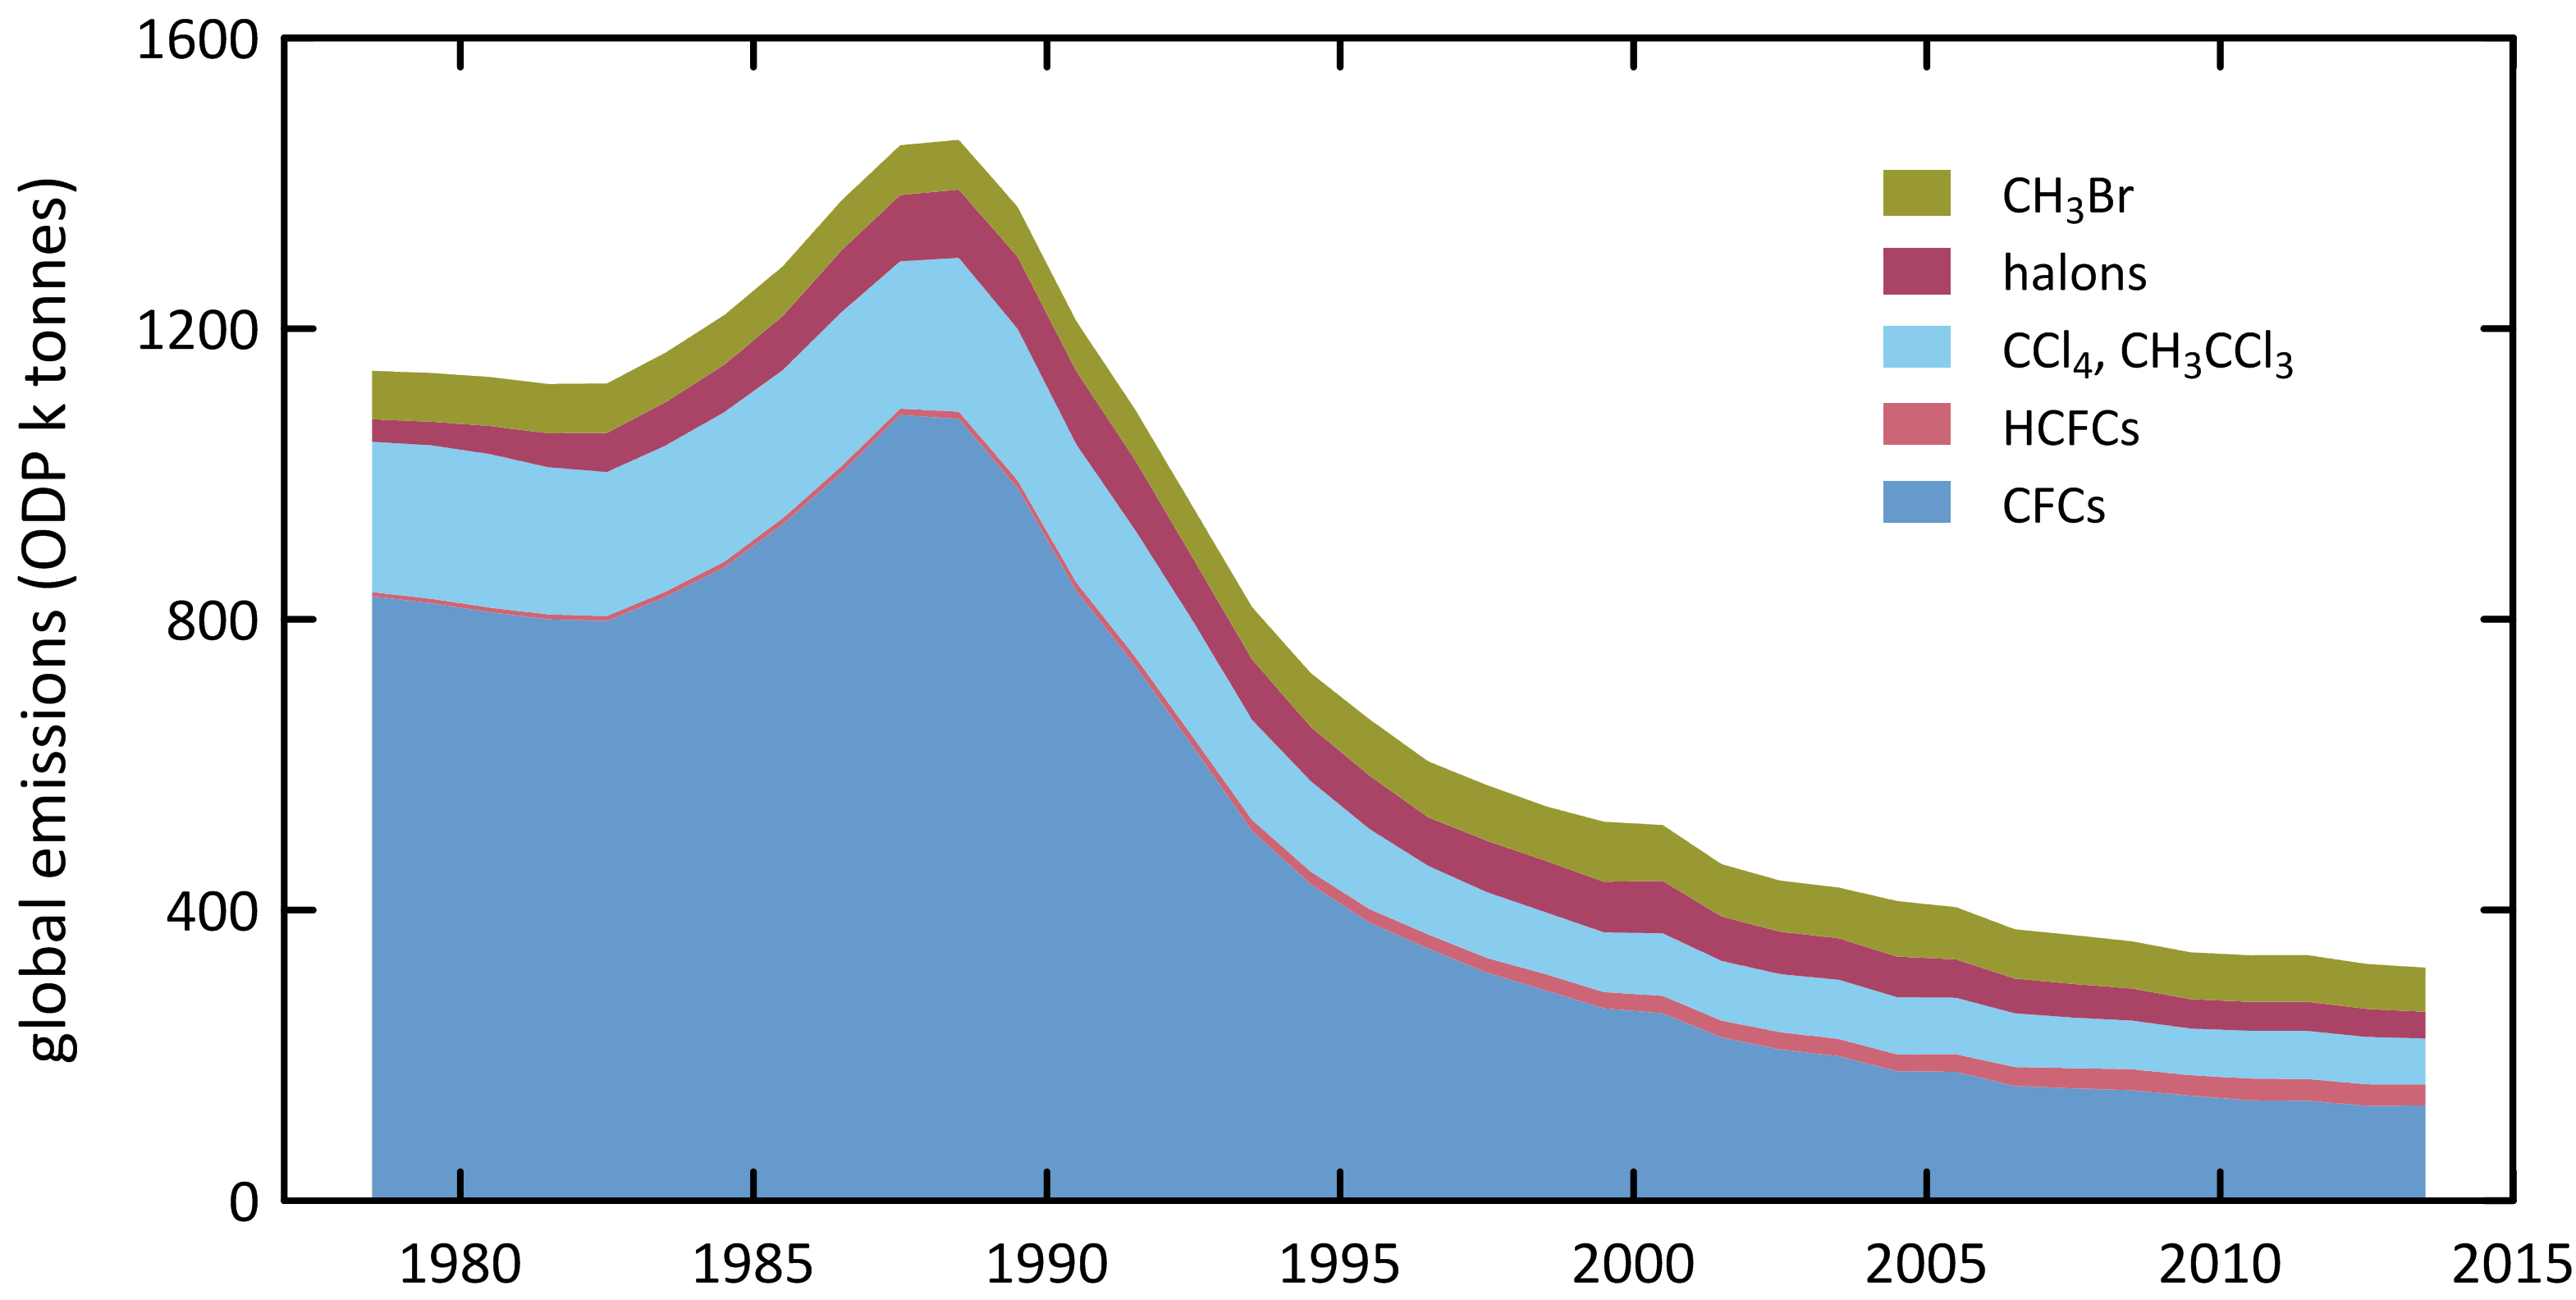 global emissions (ODP k tonnes)
1600
1200
800
400
0
CH₃Br
halons
CCl₄, CH₃CCl₃
HCFCs
CFCs
1980 1985 1990 1995 2000 2005 2010 2015